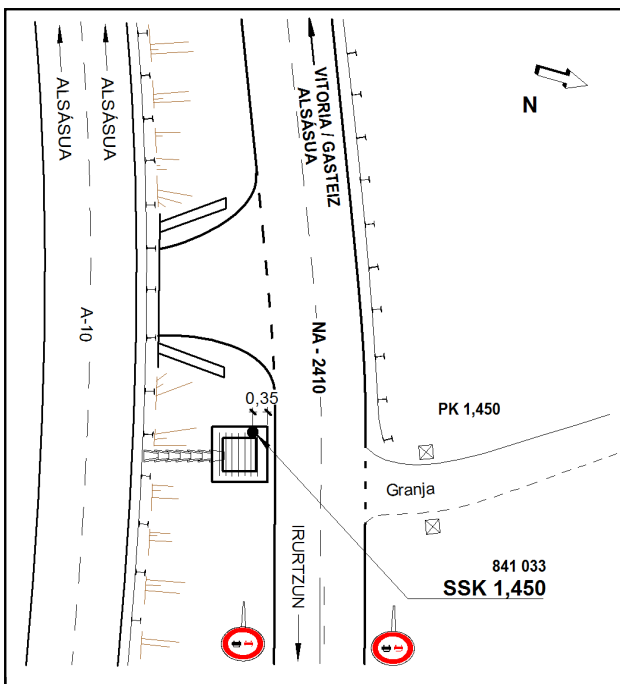 ALSÁSUA
ALSÁSUA
VITORIA / GASTEIZ
ALSÁSUA
N
A-10
NA - 2410
0,35
PK 1,450
Granja
IRURTZUN
841 033
SSK 1,450